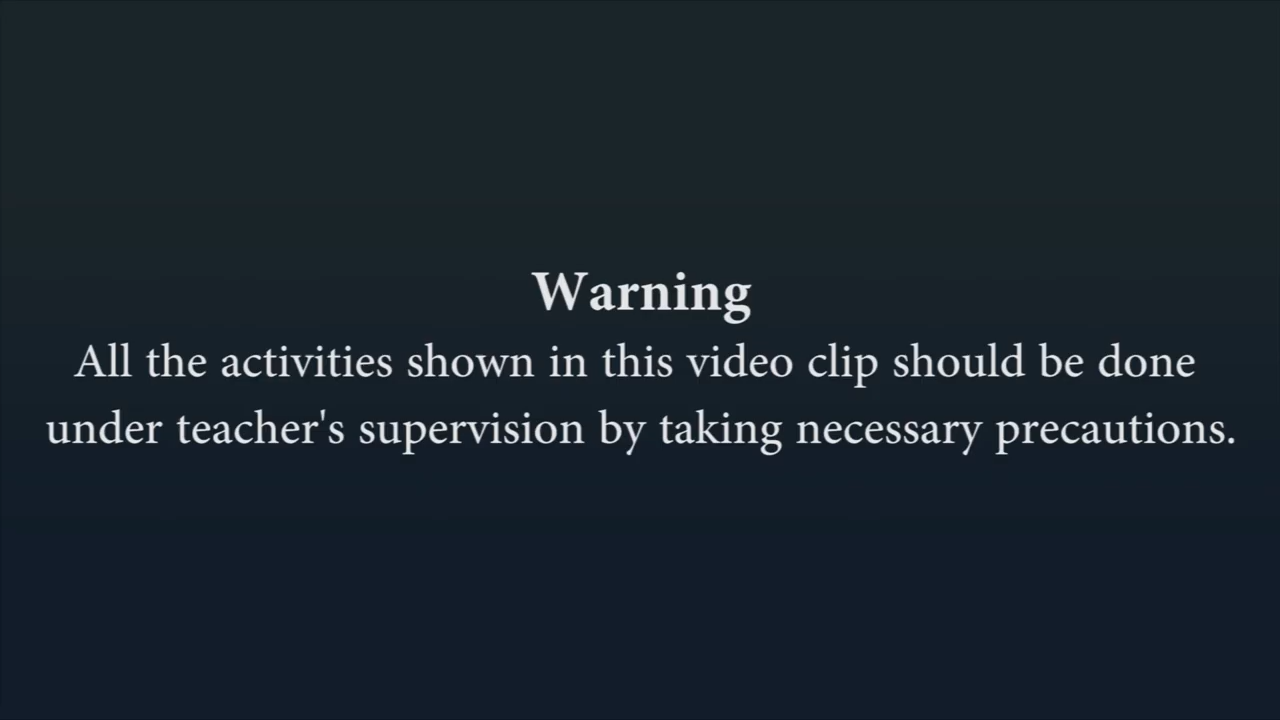 Warning
All the activities shown in this video clip should be done
under teacher's supervision by taking necessary precautions.